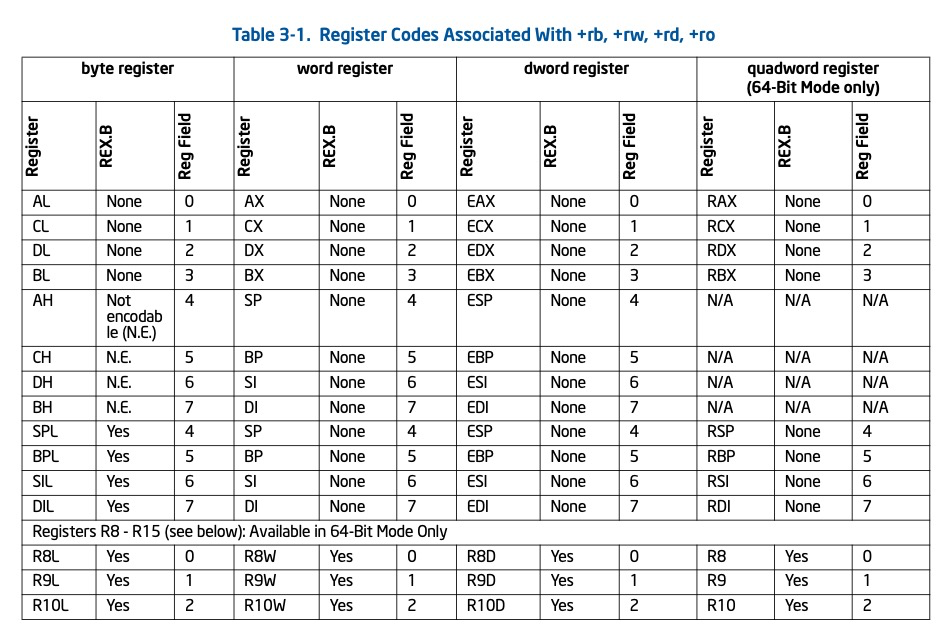 Table 3-1. Register Codes Associated With +rb, +rw, +rd, +ro
byte register word register dword register quadword register
(64-Bit Mode only)
Register REX.B Reg Field Register REX.B Reg Field Register REX.B Reg Field Register REX.B Reg Field
AL None 0 AX None 0 EAX None 0 RAX None 0
CL None 1 CX None 1 ECX None 1 RCX None 1
DL None 2 DX None 2 EDX None 2 RDX None 2
BL None 3 BX None 3 EBX None 3 RBX None 3
AH Not 4 SP None 4 ESP None 4 N/A N/A N/A
encodab
le (N.E.)
CH N.E. 5 BP None 5 EBP None 5 N/A N/A N/A
DH N.E. 6 SI None 6 ESI None 6 N/A N/A N/A
BH N.E. 7 DI None 7 EDI None 7 N/A N/A N/A
SPL Yes 4 SP None 4 ESP None 4 RSP None 4
BPL Yes 5 BP None 5 EBP None 5 RBP None 5
SIL Yes 6 SI None 6 ESI None 6 RSI None 6
DIL Yes 7 DI None 7 EDI None 7 RDI None 7
Registers R8 - R15 (see below): Available in 64-Bit Mode Only
R8L Yes 0 R8W Yes 0 R8D Yes 0 R8 Yes 0
R9L Yes 1 R9W Yes 1 R9D Yes 1 R9 Yes 1
R10L Yes 2 R10W Yes 2 R10D Yes 2 R10 Yes 2